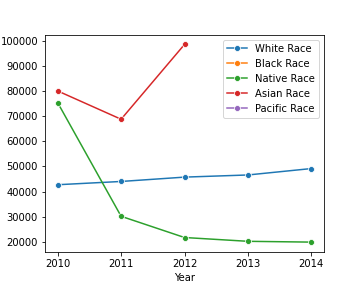 100000
90000
80000
70000
60000
50000
40000
30000
20000
2010 2011 2012 2013 2014
Year
White Race
Black Race
Native Race
Asian Race
Pacific Race